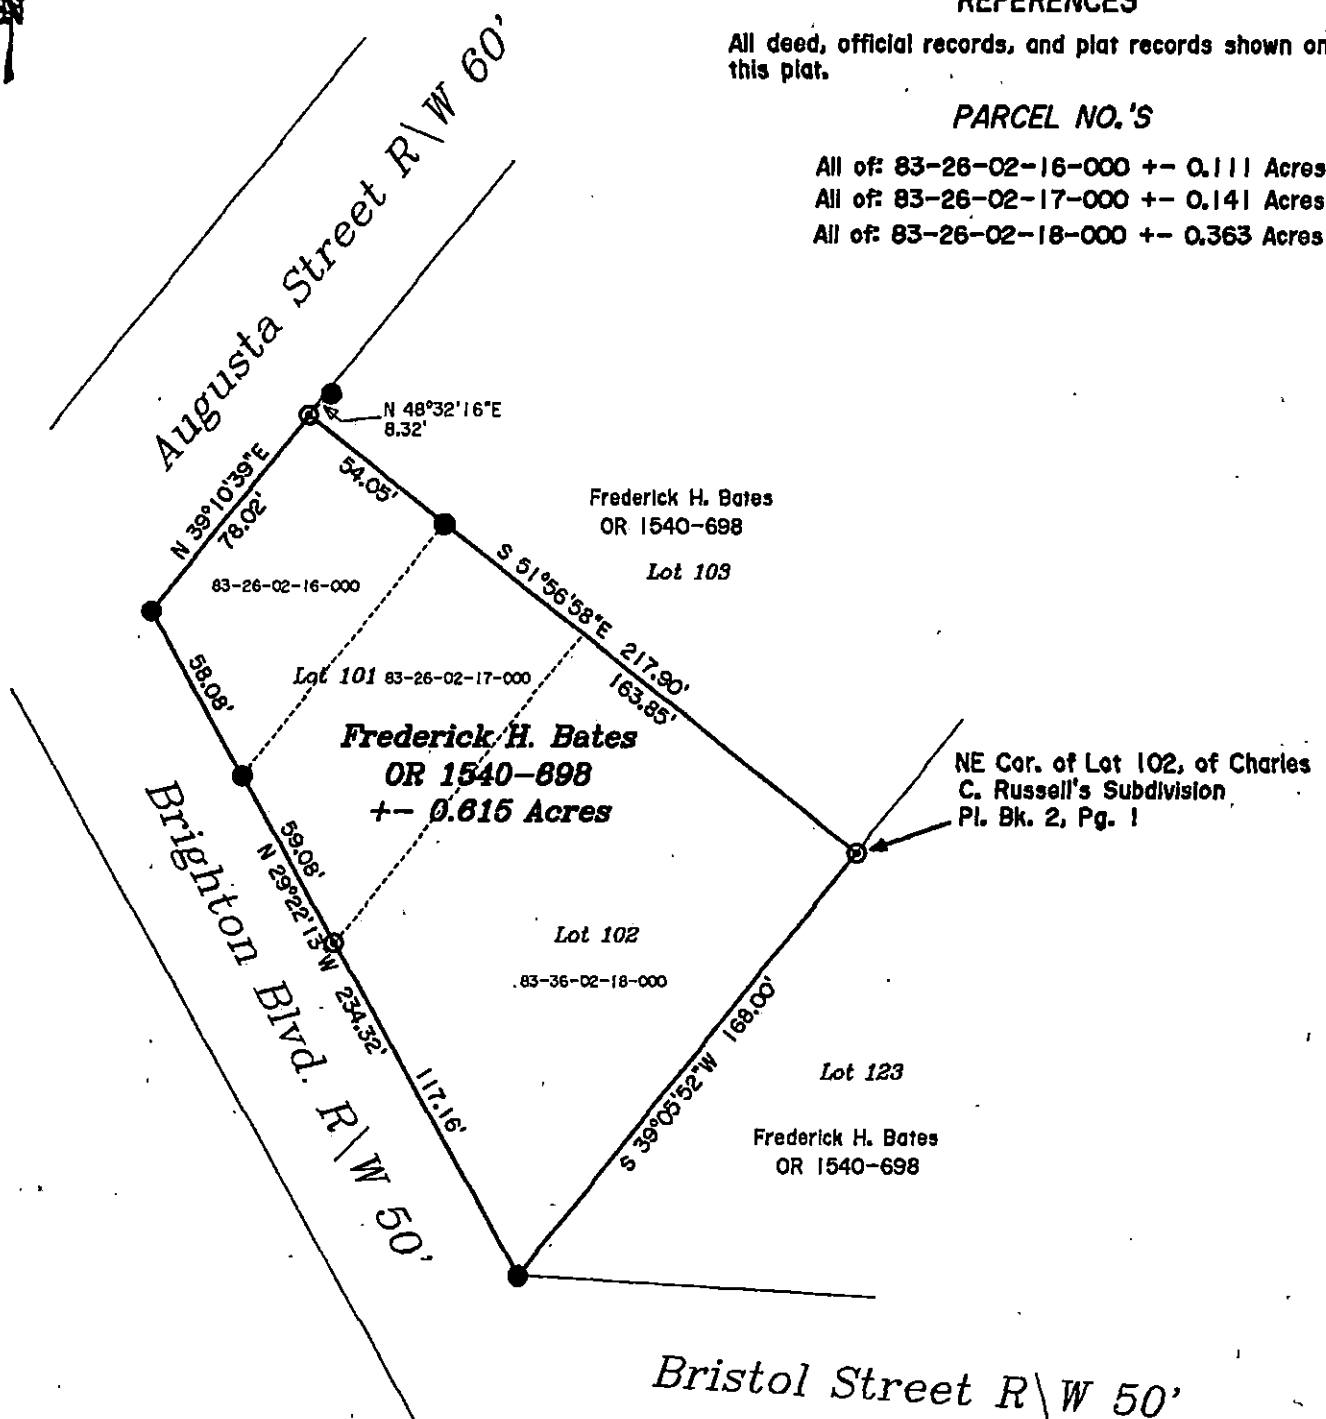 REFERENCES
All deed, official records, and plat records shown on
this plat.
PARCEL NO.'S
All of: 83-26-02-16-000 +- 0.111 Acres
All of: 83-26-02-17-000 +- 0.141 Acres
All of: 83-26-02-18-000 +- 0.363 Acres
Augusta Street R\W 60'
N 48°32'16"E
8.32'
N 39°10'39"E
78.02'
54.05'
Frederick H. Bates
OR 1540-698
Lot 103
S 51°56'58"E 217.90'
163.85'
83-26-02-16-000
58.08'
Lot 101 83-26-02-17-000
Frederick H. Bates
OR 1540-698
+- 0.615 Acres
NE Cor. of Lot 102, of Charles
C. Russell's Subdivision
Pl. Bk. 2, Pg. 1
59.08'
N 29°22'13"W 234.32'
117.16'
Brighton Blvd. R\W 50'
Lot 102
83-36-02-18-000
S 39°05'52"W 168.00'
Lot 123
Frederick H. Bates
OR 1540-698
Bristol Street R\W 50'